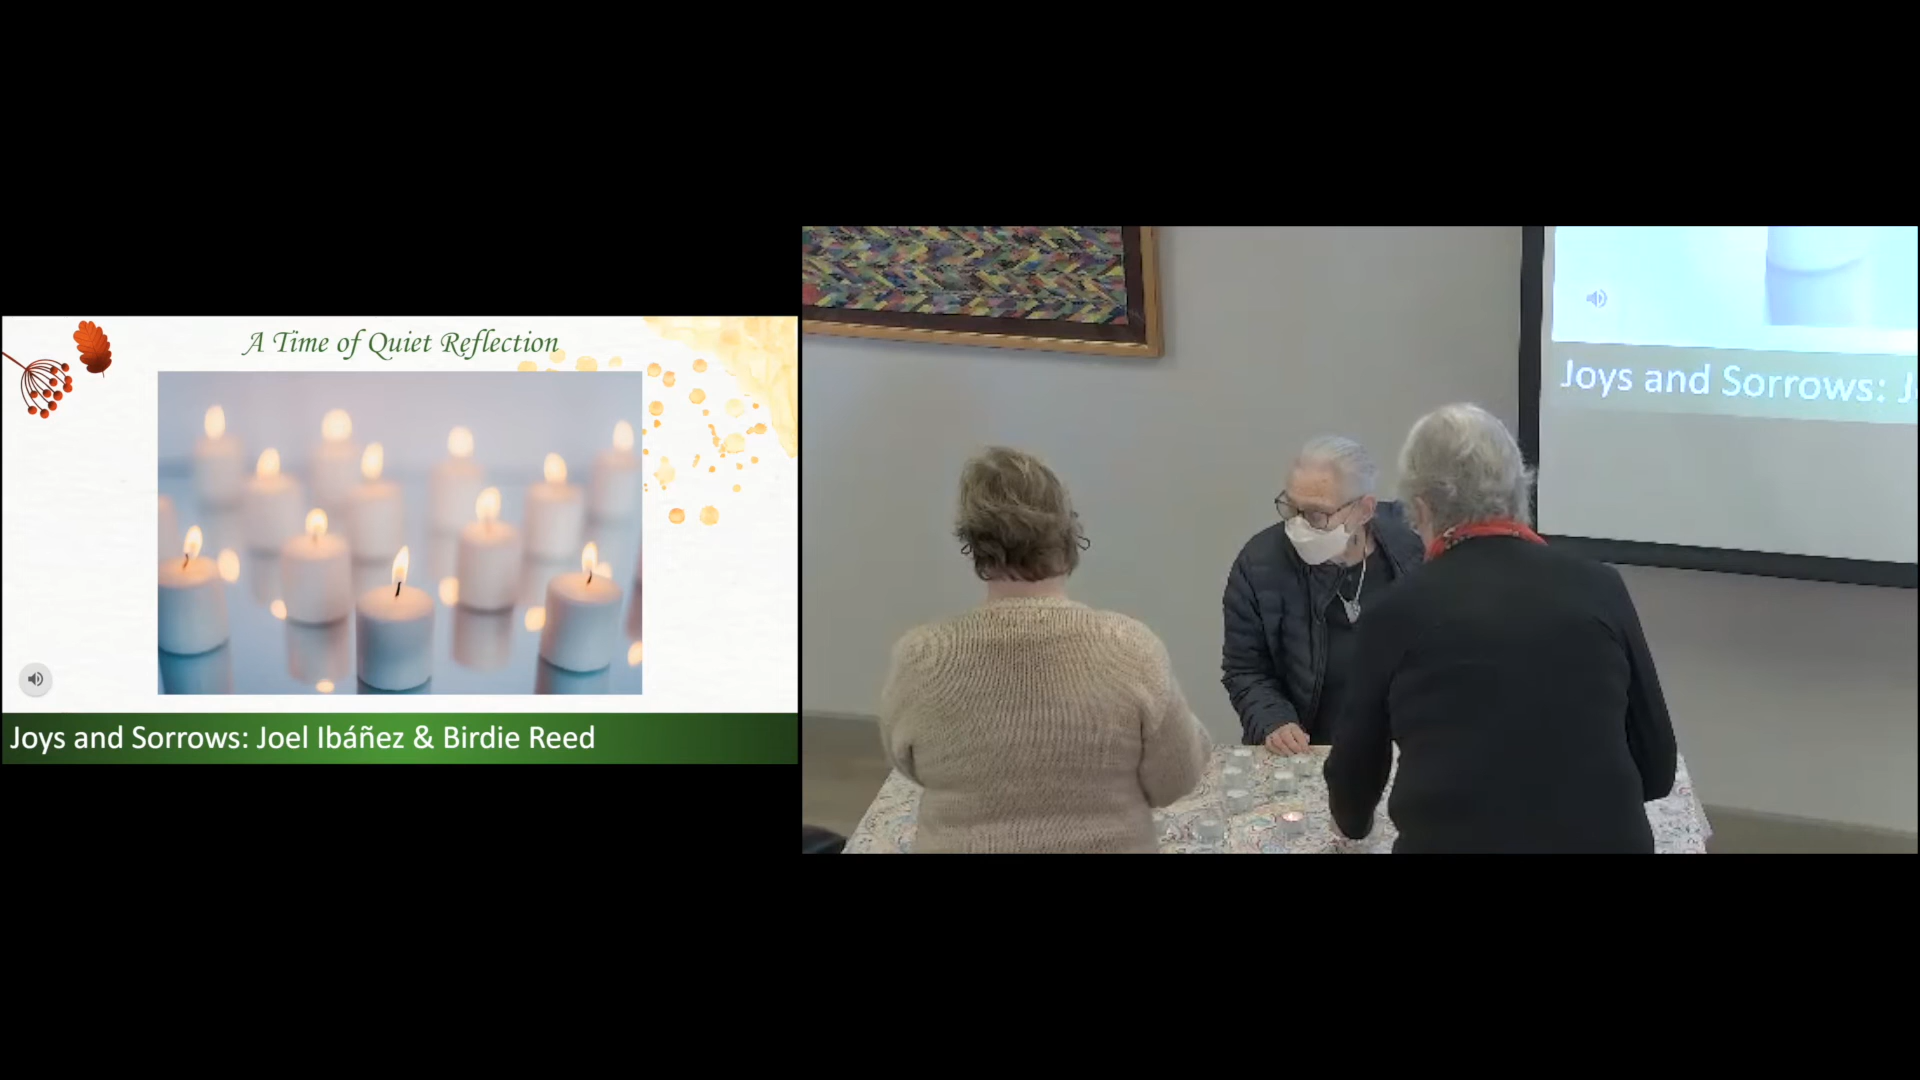 A Time of Quiet Reflection
Joys and Sorrows: Joel Ibáñez & Birdie Reed
Joys and Sorrows: J